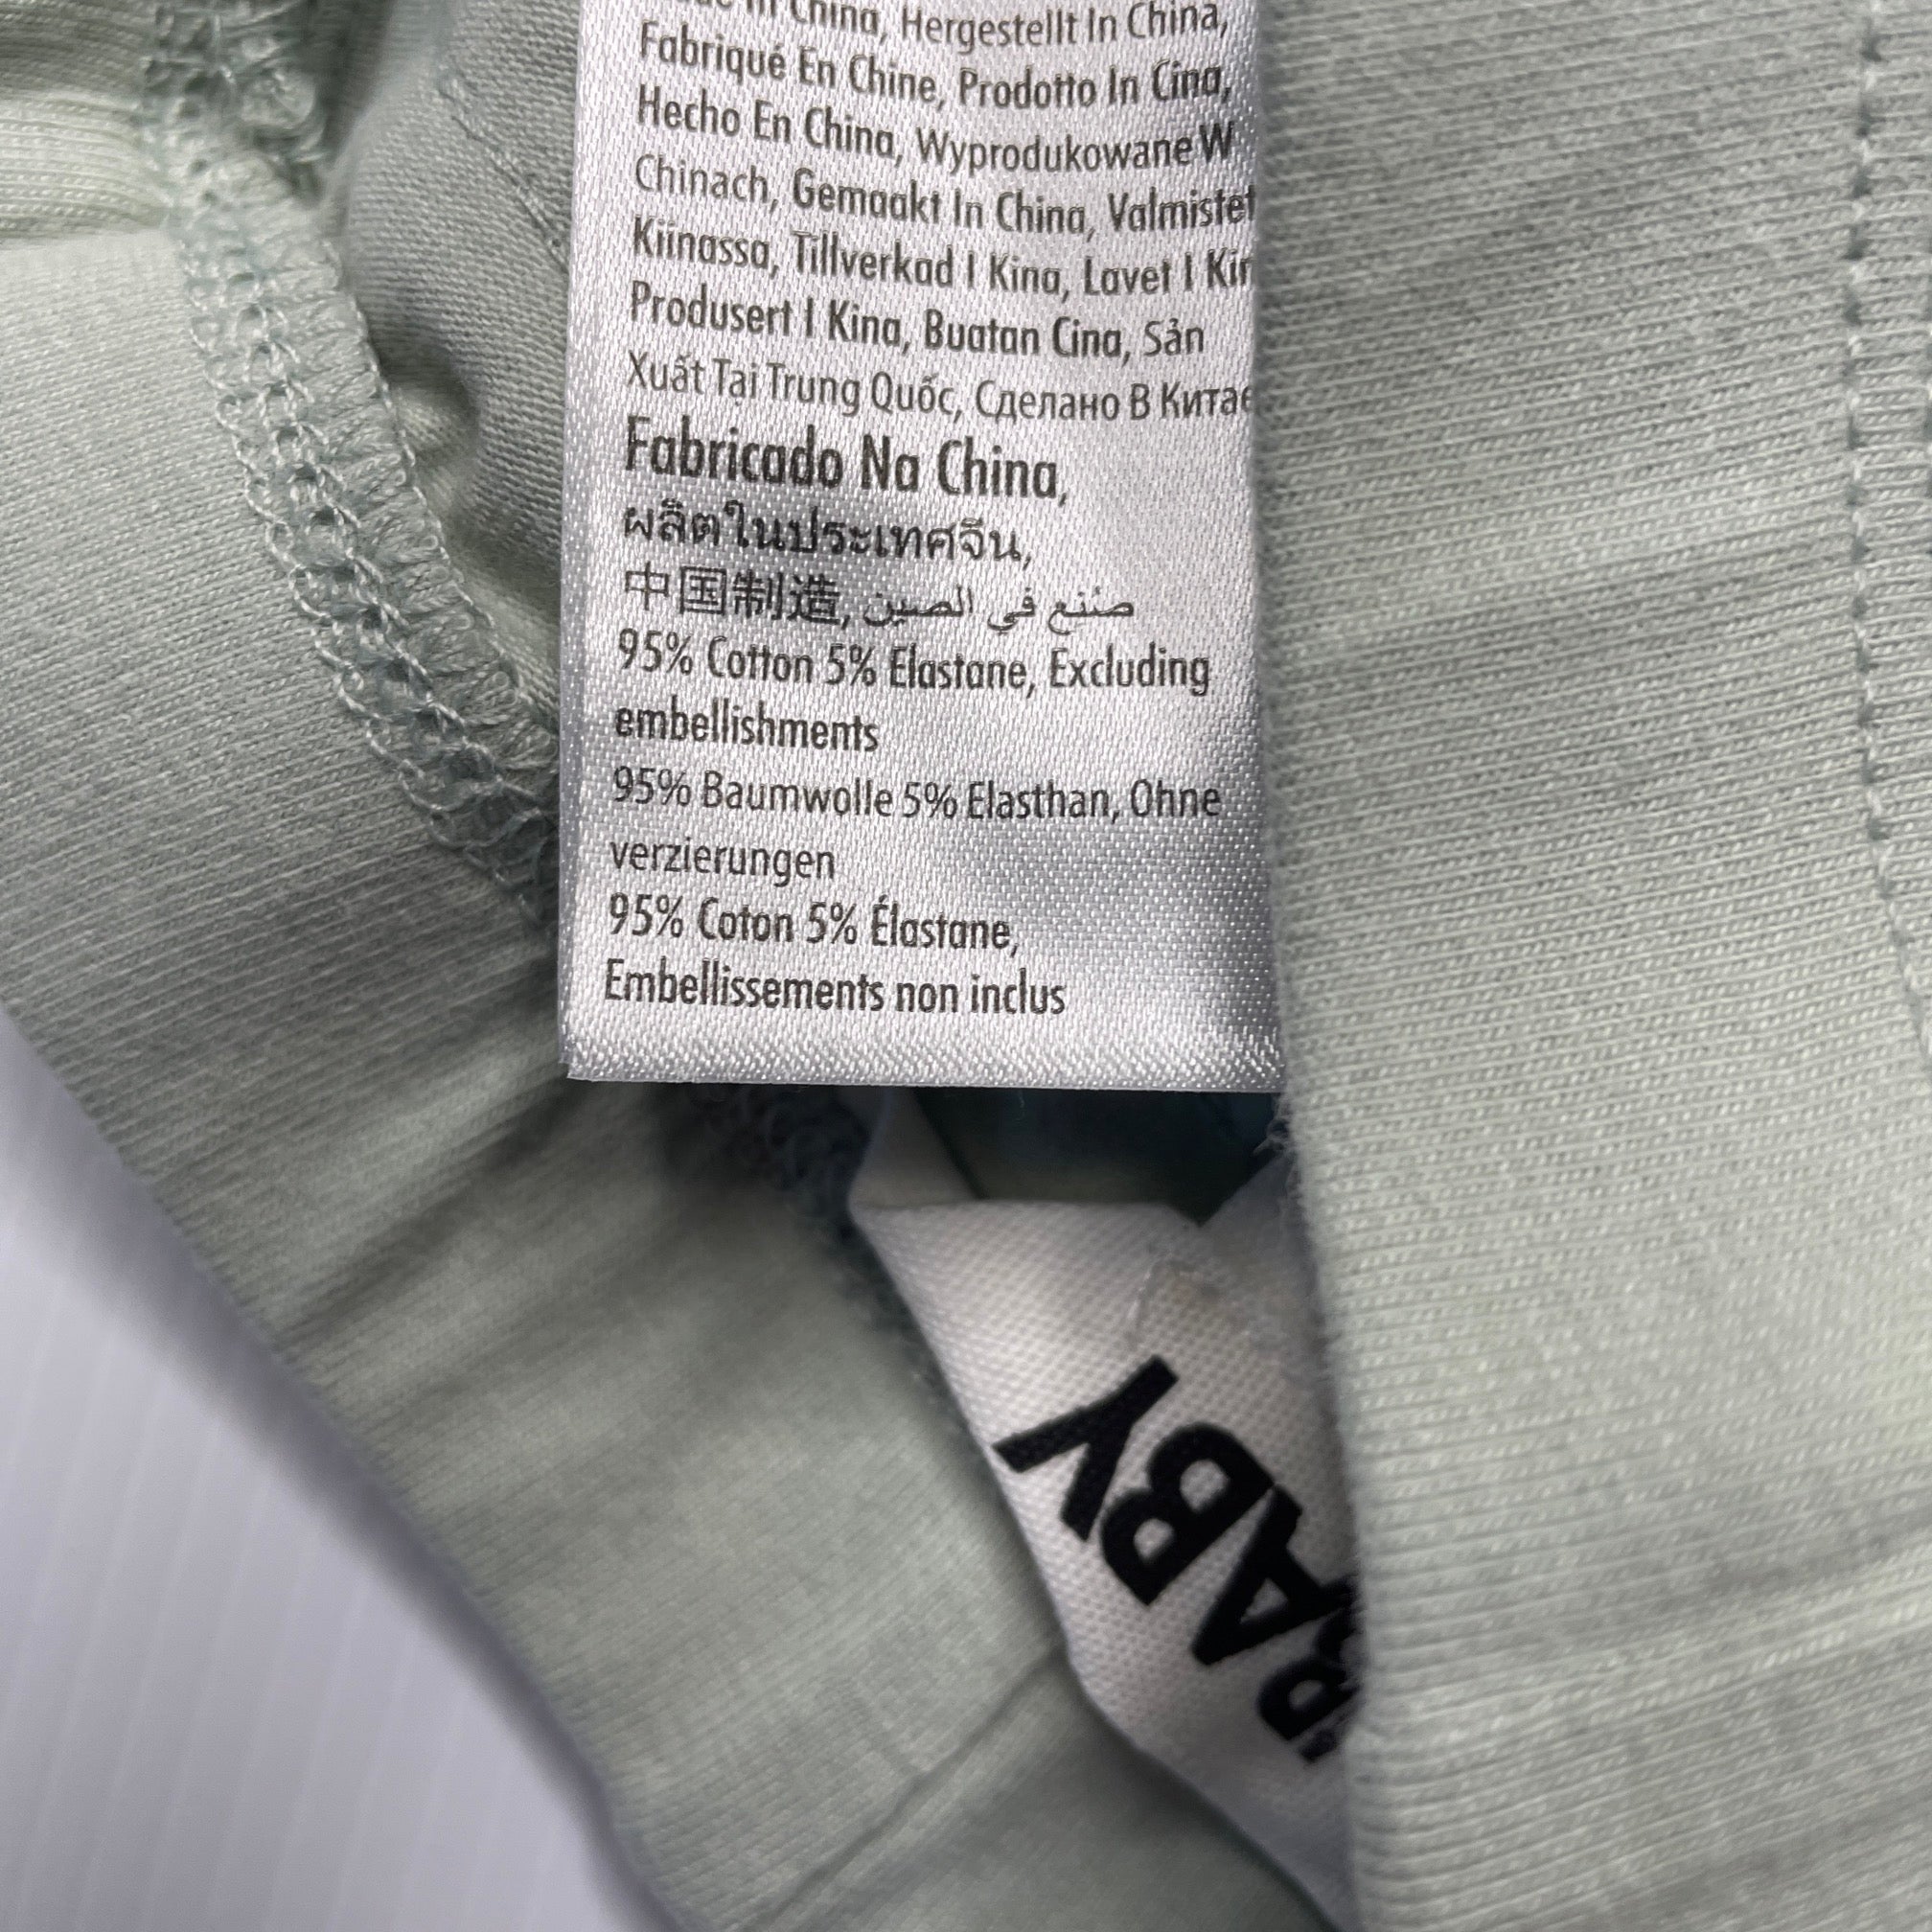 In China, Hergestellt In China,
Fabriqué En Chine, Prodotto In Cina,
Hecho En China, Wyprodukowane W
Chinach, Gemaakt In China, Valmistet
Kiinassa, Tillverkad I Kina, Lavet I
Produsert I Kina, Buatan Cina, Sản
Xuất Tại Trung Quốc, Сделано В Китае
Fabricado Na China,
ผลิตในประเทศจีน,
中国制造, صنع في الصين
95% Cotton 5% Elastane, Excluding
embellishments
95% Baumwolle 5% Elasthan, Ohne
verzierungen
95% Coton 5% Élastane,
Embellissements non inclus
BABY